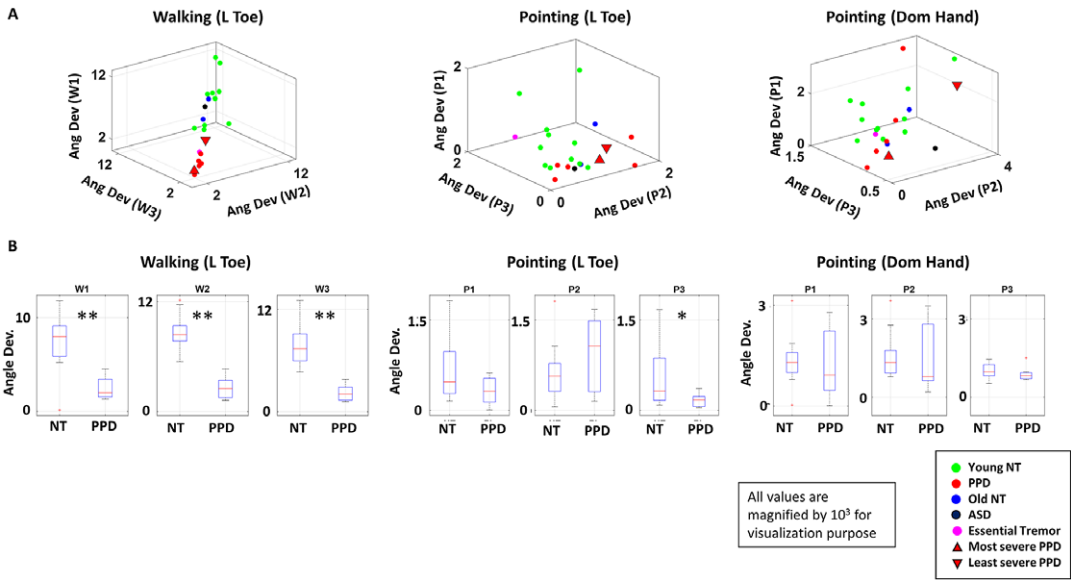 A
Walking (L Toe)
Pointing (L Toe)
Pointing (Dom Hand)
Ang Dev (W1)
12
2
12
Ang Dev (W3)
2
2
Ang Dev (W2)
12
Ang Dev (P1)
2
0
2
Ang Dev (P3)
0
0
Ang Dev (P2)
2
Ang Dev (P1)
2
0
1.5
Ang Dev (P3)
0.5
0
Ang Dev (P2)
4
B
Walking (L Toe)
Pointing (L Toe)
Pointing (Dom Hand)
Angle Dev.
W1
10
0
**
NT PPD
W2
12
0
**
NT PPD
W3
12
0
**
NT PPD
Angle Dev.
P1
1.5
0
NT PPD
P2
1.5
0
NT PPD
P3
1.5
0
*
NT PPD
Angle Dev.
P1
3
0
NT PPD
P2
3
0
NT PPD
P3
3
0
NT PPD
All values are
magnified by 10³ for
visualization purpose
Young NT
PPD
Old NT
ASD
Essential Tremor
Most severe PPD
Least severe PPD